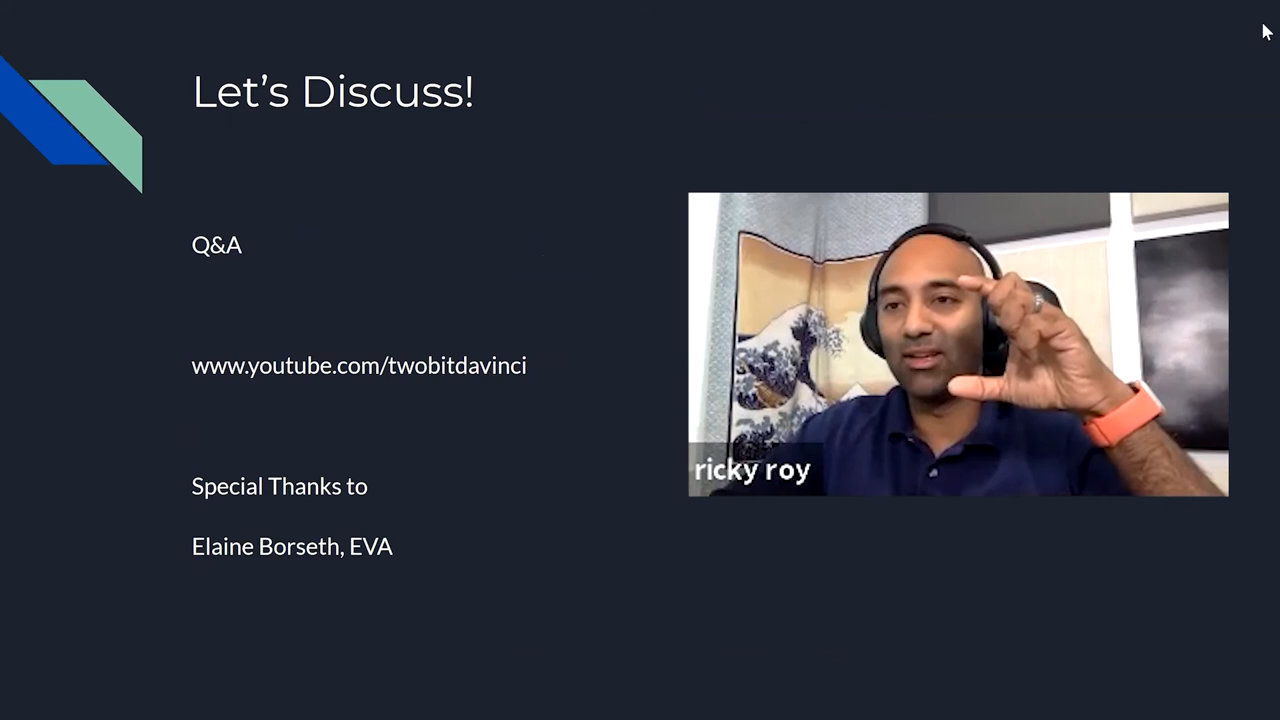 Let's Discuss!
Q&A
www.youtube.com/twobitdavinci
ricky roy
Special Thanks to
Elaine Borseth, EVA